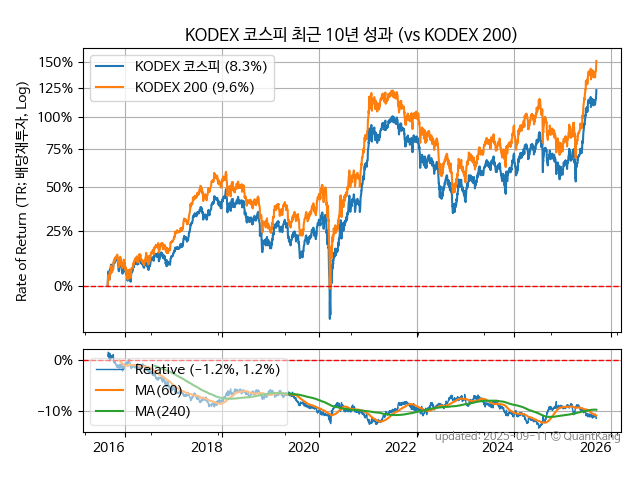 KODEX 코스피 최근 10년 성과 (vs KODEX 200)
KODEX 코스피 (8.3%)
KODEX 200 (9.6%)
150%
125%
100%
75%
50%
25%
0%
Rate of Return (TR: 배당재투자, Log)
Relative (−1.2%, 1.2%)
MA(60)
MA(240)
0%
−10%
2016
2018
2020
2022
2024
2026
updated: 2025-09-11 © QuantKang